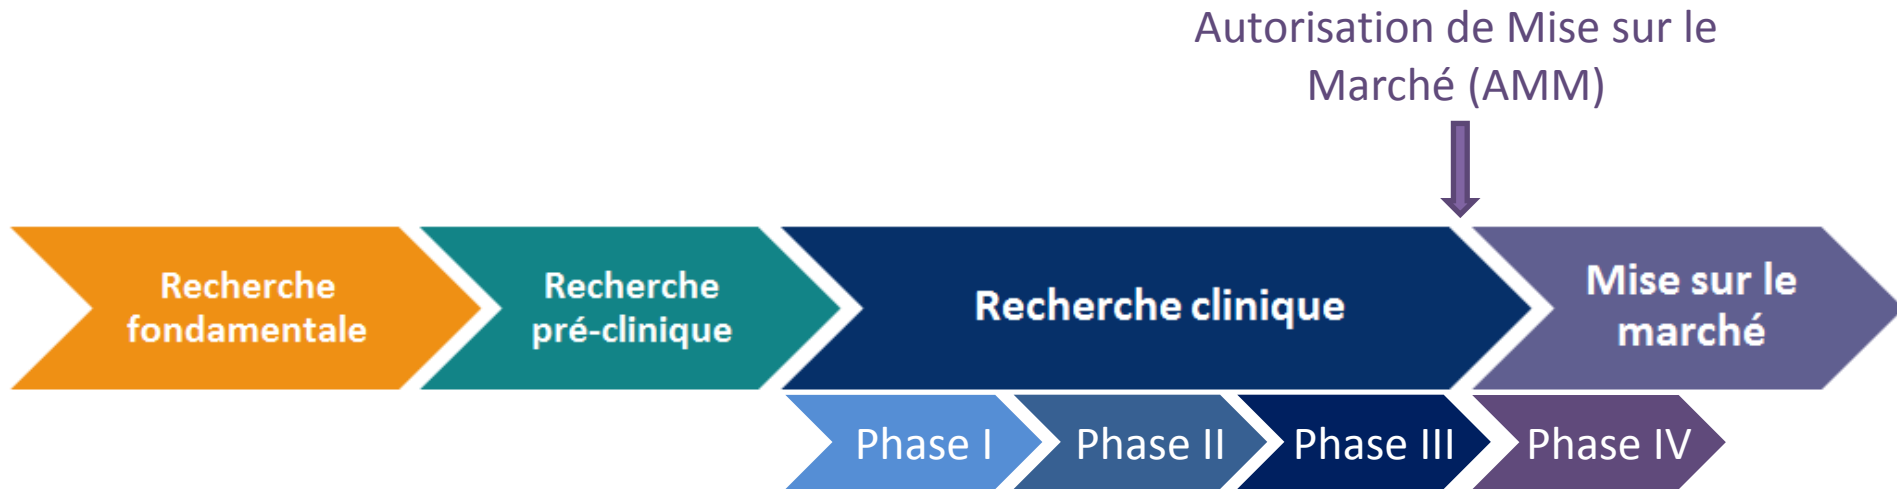 Autorisation de Mise sur le
Marché (AMM)
Recherche
fondamentale
Recherche
pré-clinique
Recherche clinique
Mise sur le
marché
Phase I
Phase II
Phase III
Phase IV